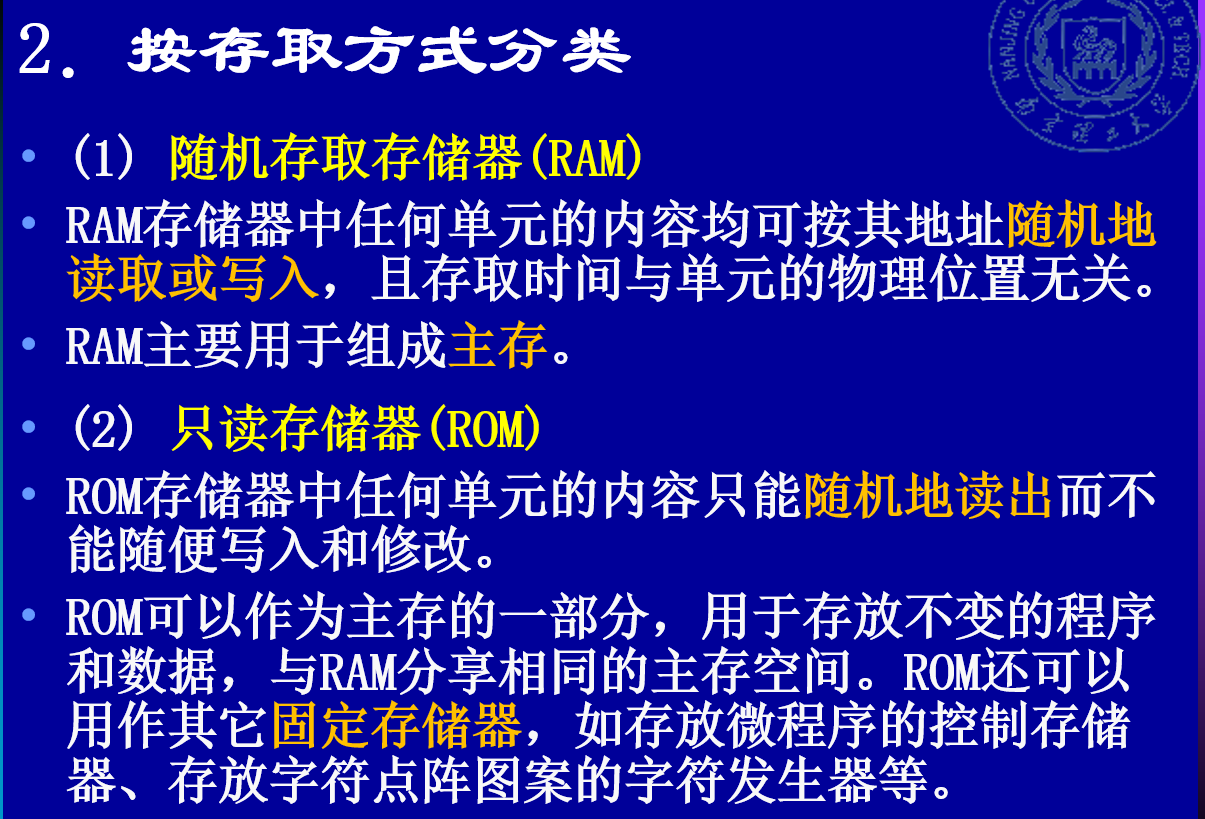 2. 按存取方式分类
• (1) 随机存取存储器(RAM)
• RAM存储器中任何单元的内容均可按其地址随机地
读取或写入，且存取时间与单元的物理位置无关。
• RAM主要用于组成主存。
• (2) 只读存储器(ROM)
• ROM存储器中任何单元的内容只能随机地读出而不
能随便写入和修改。
• ROM可以作为主存的一部分，用于存放不变的程序
和数据，与RAM分享相同的主存空间。ROM还可以
用作其它固定存储器，如存放微程序的控制存储
器、存放字符点阵图案的字符发生器等。